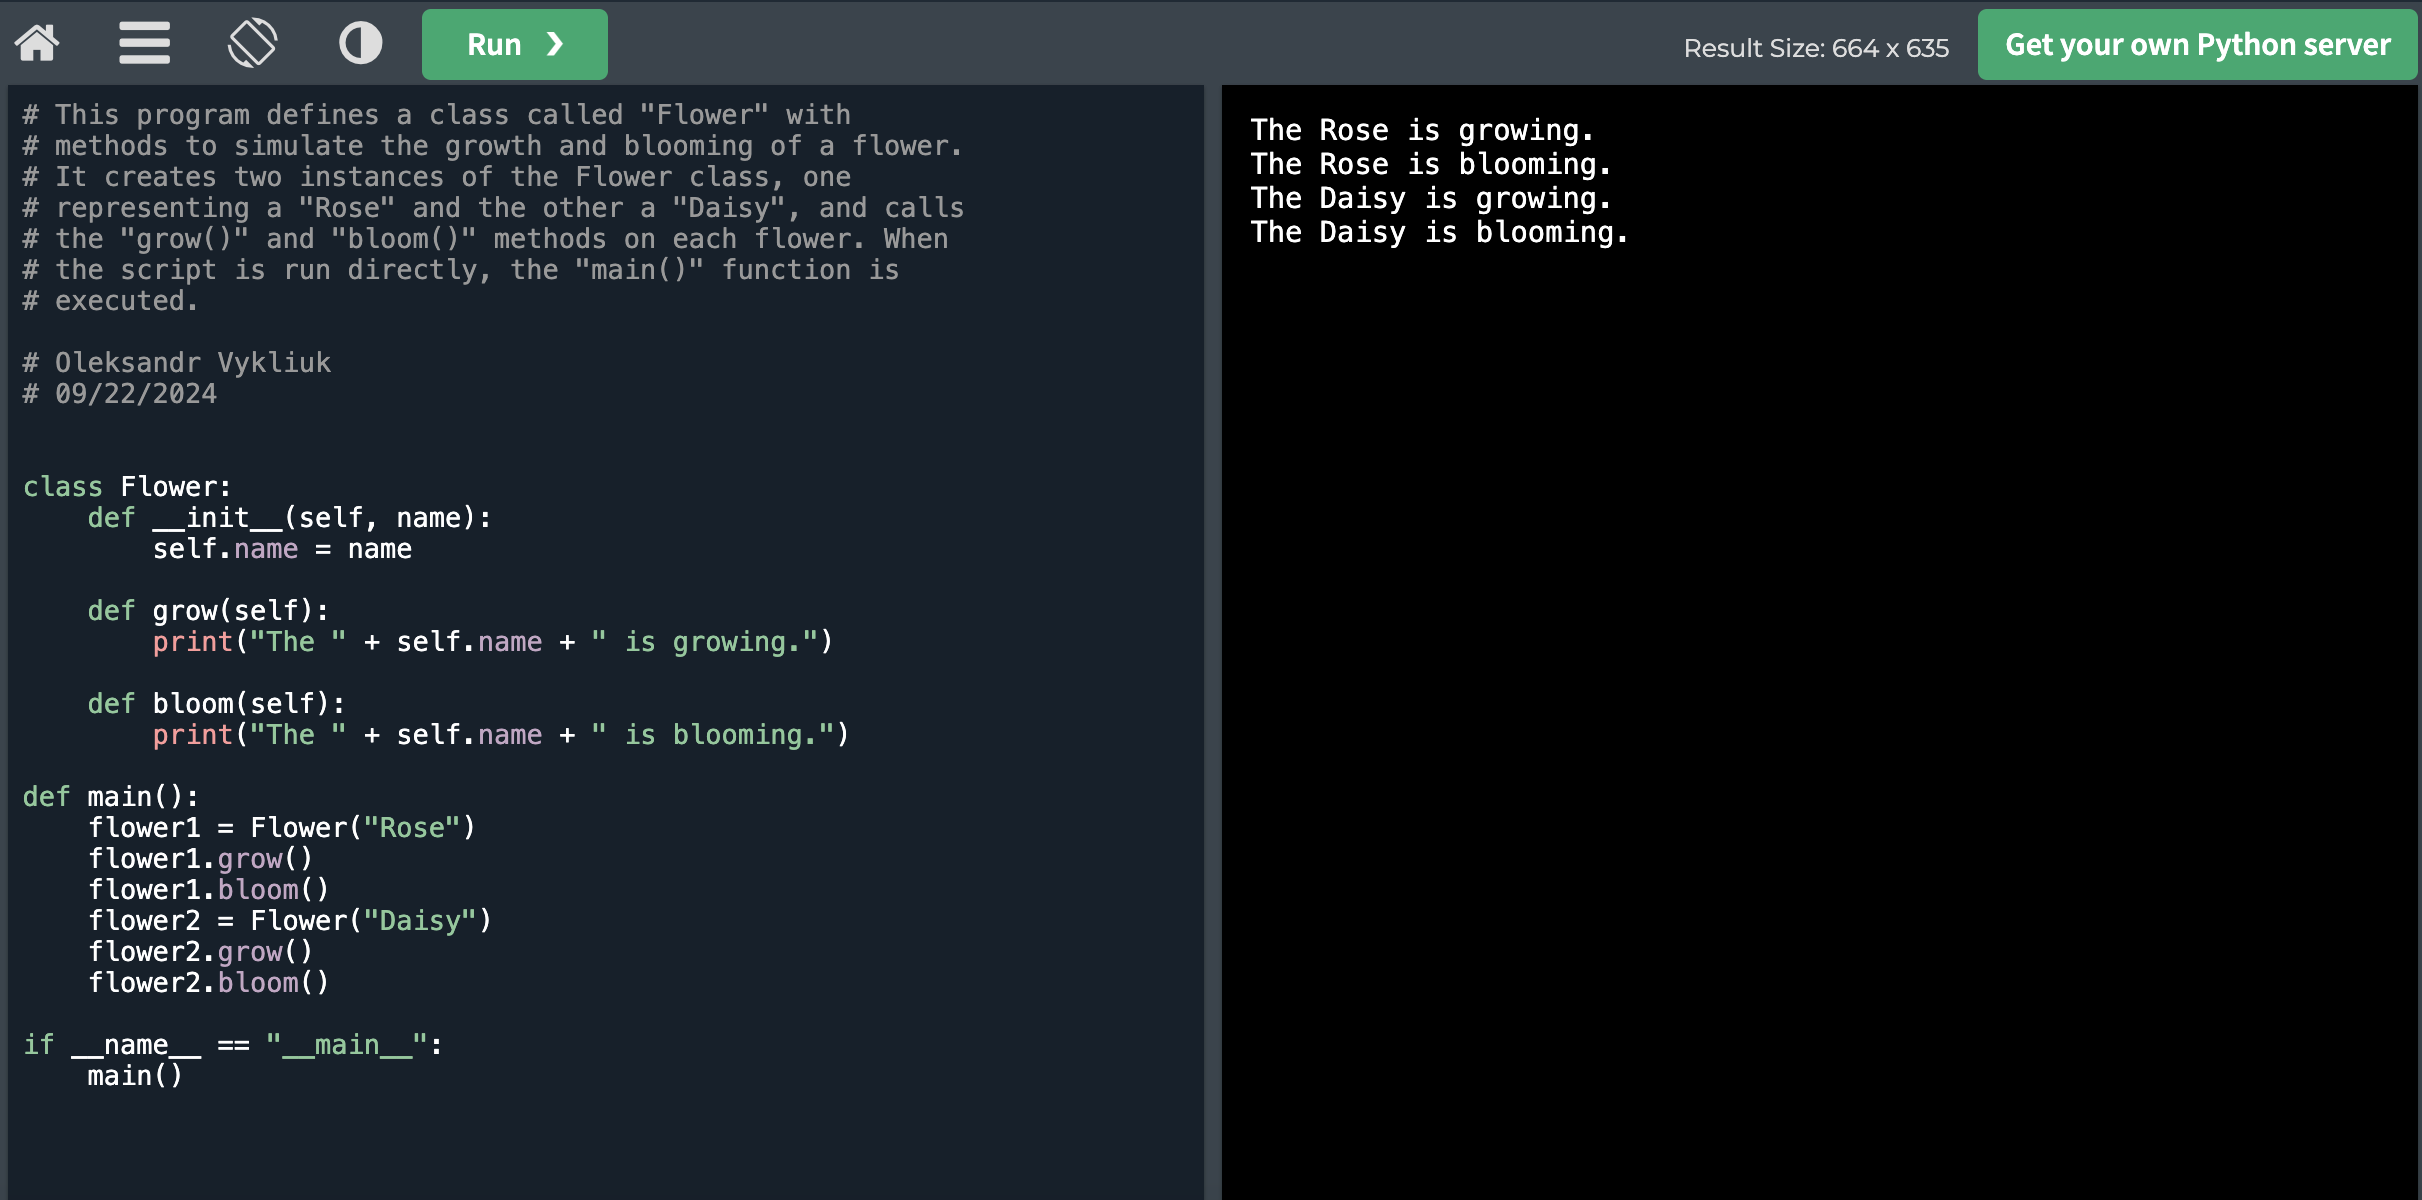 Run ❯
Result Size: 664 x 635
Get your own Python server
# This program defines a class called "Flower" with
# methods to simulate the growth and blooming of a flower.
# It creates two instances of the Flower class, one
# representing a "Rose" and the other a "Daisy", and calls
# the "grow()" and "bloom()" methods on each flower. When
# the script is run directly, the "main()" function is
# executed.

# Oleksandr Vykliuk
# 09/22/2024

class Flower:
    def __init__(self, name):
        self.name = name

    def grow(self):
        print("The " + self.name + " is growing.")

    def bloom(self):
        print("The " + self.name + " is blooming.")

def main():
    flower1 = Flower("Rose")
    flower1.grow()
    flower1.bloom()
    flower2 = Flower("Daisy")
    flower2.grow()
    flower2.bloom()

if __name__ == "__main__":
    main()
The Rose is growing.
The Rose is blooming.
The Daisy is growing.
The Daisy is blooming.